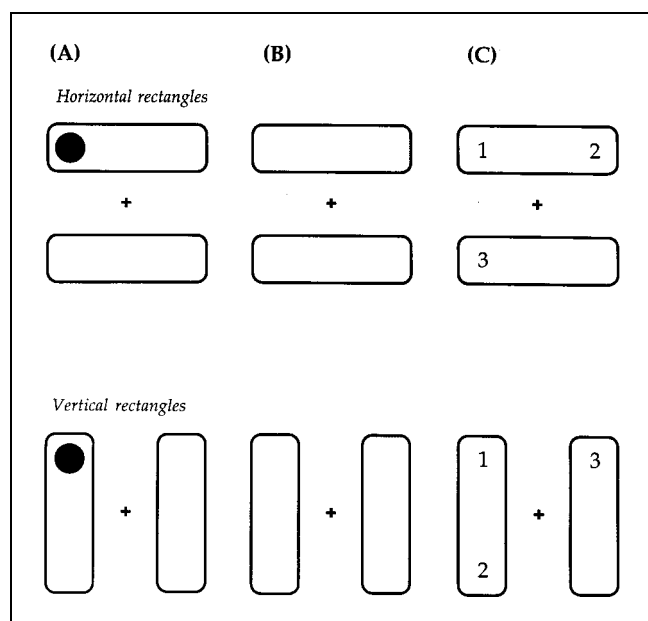 (A) (B) (C)
Horizontal rectangles
1 2
+ + +
3
Vertical rectangles
1 3
+ + +
2